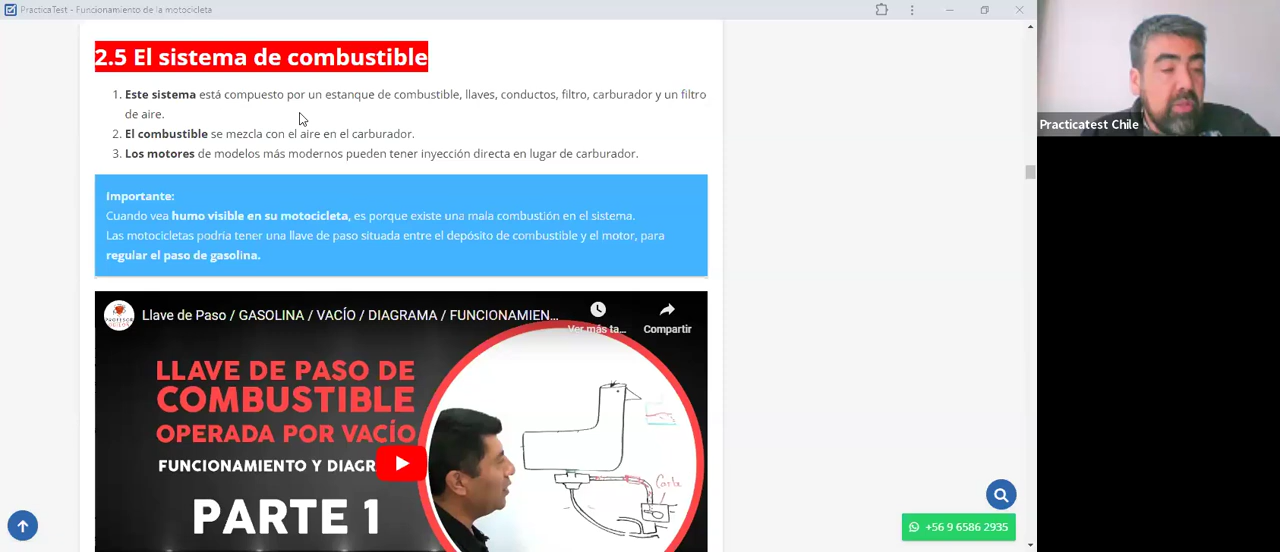 PracticaTest - Funcionamiento de la motocicleta
2.5 El sistema de combustible
1. Este sistema está compuesto por un estanque de combustible, llaves, conductos, filtro, carburador y un filtro
de aire.
2. El combustible se mezcla con el aire en el carburador.
3. Los motores de modelos más modernos pueden tener inyección directa en lugar de carburador.
Importante:
Cuando vea humo visible en su motocicleta, es porque existe una mala combustión en el sistema.
Las motocicletas podría tener una llave de paso situada entre el depósito de combustible y el motor, para
regular el paso de gasolina.
Llave de Paso / GASOLINA / VACÍO / DIAGRAMA / FUNCIONAMIEN...
Ver más ta...
Compartir
LLAVE DE PASO DE
COMBUSTIBLE
OPERADA POR VACÍO
FUNCIONAMIENTO Y DIAGR
PARTE 1
Practicatest Chile
+56 9 6586 2935